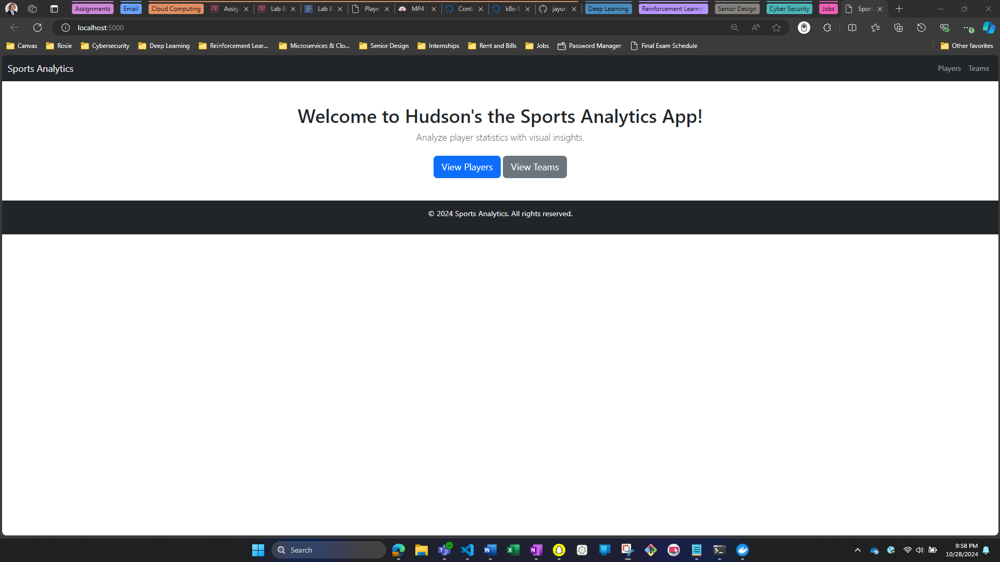 Assignments Email Cloud Computing Assig Lab 8 Lab 8 Playe MP4 Conta k8s-1 jayur Deep Learning Reinforcement Learnin Senior Design Cyber Security Jobs Sport
localhost:5000
Canvas Rosie Cybersecurity Deep Learning Reinforcement Lear... Microservices & Clo... Senior Design Internships Rent and Bills Jobs Password Manager Final Exam Schedule Other favorites
Sports Analytics Players Teams
Welcome to Hudson's the Sports Analytics App!
Analyze player statistics with visual insights.
View Players View Teams
© 2024 Sports Analytics. All rights reserved.
Search
9:58 PM
10/28/2024